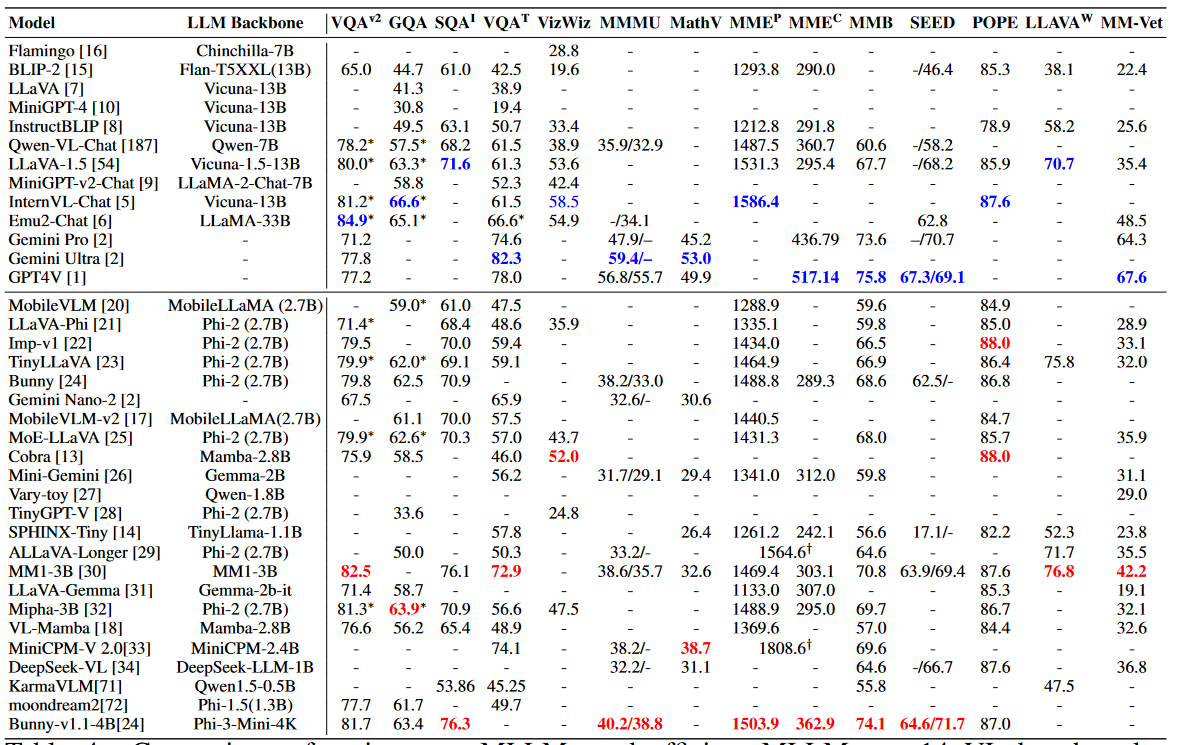 Model LLM Backbone VQAv2 GQA SQAI VQAT VizWiz MMMU MathV MMEP MMEC MMB SEED POPE LLAVAW MM-Vet
Flamingo [16] Chinchilla-7B - - - - 28.8 - - - - - - - - -
BLIP-2 [15] Flan-T5XXL(13B) 65.0 44.7 61.0 42.5 19.6 - - 1293.8 290.0 - -/46.4 85.3 38.1 22.4
LLaVA [7] Vicuna-13B - 41.3 - 38.9 - - - - - - - - - -
MiniGPT-4 [10] Vicuna-13B - 30.8 - 19.4 - - - - - - - - - -
InstructBLIP [8] Vicuna-13B - 49.5 63.1 50.7 33.4 - - 1212.8 291.8 - - 78.9 58.2 25.6
Qwen-VL-Chat [187] Qwen-7B 78.2* 57.5* 68.2 61.5 38.9 35.9/32.9 - 1487.5 360.7 60.6 -/58.2 - - -
LLaVA-1.5 [54] Vicuna-1.5-13B 80.0* 63.3* 71.6 61.3 53.6 - - 1531.3 295.4 67.7 -/68.2 85.9 70.7 35.4
MiniGPT-v2-Chat [9] LLaMA-2-Chat-7B - 58.8 - 52.3 42.4 - - - - - - - - -
InternVL-Chat [5] Vicuna-13B 81.2* 66.6* - 61.5 58.5 - - 1586.4 - - - 87.6 - -
Emu2-Chat [6] LLaMA-33B 84.9* 65.1* - 66.6* 54.9 -/34.1 - - - - 62.8 - - 48.5
Gemini Pro [2] - 71.2 - - 74.6 - 47.9/– 45.2 - 436.79 73.6 –/70.7 - - 64.3
Gemini Ultra [2] - 77.8 - - 82.3 - 59.4/– 53.0 - - - - - - -
GPT4V [1] - 77.2 - - 78.0 - 56.8/55.7 49.9 - 517.14 75.8 67.3/69.1 - - 67.6
MobileVLM [20] MobileLLaMA (2.7B) - 59.0* 61.0 47.5 - - - 1288.9 - 59.6 - 84.9 - -
LLaVA-Phi [21] Phi-2 (2.7B) 71.4* - 68.4 48.6 35.9 - - 1335.1 - 59.8 - 85.0 - 28.9
Imp-v1 [22] Phi-2 (2.7B) 79.5 - 70.0 59.4 - - - 1434.0 - 66.5 - 88.0 - 33.1
TinyLLaVA [23] Phi-2 (2.7B) 79.9* 62.0* 69.1 59.1 - - - 1464.9 - 66.9 - 86.4 75.8 32.0
Bunny [24] Phi-2 (2.7B) 79.8 62.5 70.9 - - 38.2/33.0 - 1488.8 289.3 68.6 62.5/- 86.8 - -
Gemini Nano-2 [2] - 67.5 - - 65.9 - 32.6/- 30.6 - - - - - - -
MobileVLM-v2 [17] MobileLLaMA(2.7B) - 61.1 70.0 57.5 - - - 1440.5 - - - 84.7 - -
MoE-LLaVA [25] Phi-2 (2.7B) 79.9* 62.6* 70.3 57.0 43.7 - - 1431.3 - 68.0 - 85.7 - 35.9
Cobra [13] Mamba-2.8B 75.9 58.5 - 46.0 52.0 - - - - - - 88.0 - -
Mini-Gemini [26] Gemma-2B - - - 56.2 - 31.7/29.1 29.4 1341.0 312.0 59.8 - - - 31.1
Vary-toy [27] Qwen-1.8B - - - - - - - - - - - - - 29.0
TinyGPT-V [28] Phi-2 (2.7B) - 33.6 - - 24.8 - - - - - - - - -
SPHINX-Tiny [14] TinyLlama-1.1B - - - 57.8 - - 26.4 1261.2 242.1 56.6 17.1/- 82.2 52.3 23.8
ALLaVA-Longer [29] Phi-2 (2.7B) - 50.0 - 50.3 - 33.2/- - 1564.6† 64.6 - - 71.7 35.5
MM1-3B [30] MM1-3B 82.5 - 76.1 72.9 - 38.6/35.7 32.6 1469.4 303.1 70.8 63.9/69.4 87.6 76.8 42.2
LLaVA-Gemma [31] Gemma-2b-it 71.4 58.7 - - - - - 1133.0 307.0 - - 85.3 - 19.1
Mipha-3B [32] Phi-2 (2.7B) 81.3* 63.9* 70.9 56.6 47.5 - - 1488.9 295.0 69.7 - 86.7 - 32.1
VL-Mamba [18] Mamba-2.8B 76.6 56.2 65.4 48.9 - - - 1369.6 - 57.0 - 84.4 - 32.6
MiniCPM-V 2.0[33] MiniCPM-2.4B - - - 74.1 - 38.2/- 38.7 1808.6† 69.6 - - - -
DeepSeek-VL [34] DeepSeek-LLM-1B - - - - - 32.2/- 31.1 - - 64.6 -/66.7 87.6 - 36.8
KarmaVLM[71] Qwen1.5-0.5B - - 53.86 45.25 - - - - - 55.8 - - 47.5 -
moondream2[72] Phi-1.5(1.3B) 77.7 61.7 - 49.7 - - - - - - - - - -
Bunny-v1.1-4B[24] Phi-3-Mini-4K 81.7 63.4 76.3 - - 40.2/38.8 - 1503.9 362.9 74.1 64.6/71.7 87.0 - -